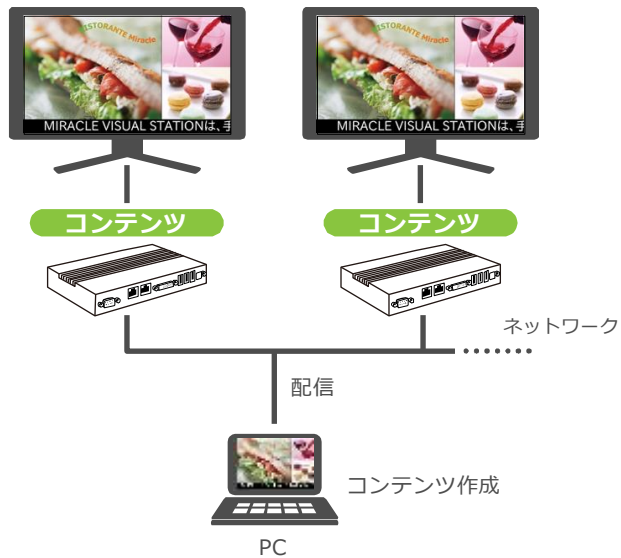 RISTORANTE Miracle
RISTORANTE Miracle
MIRACLE VISUAL STATIONは、手
MIRACLE VISUAL STATIONは、手
コンテンツ
コンテンツ
ネットワーク
配信
コンテンツ作成
PC